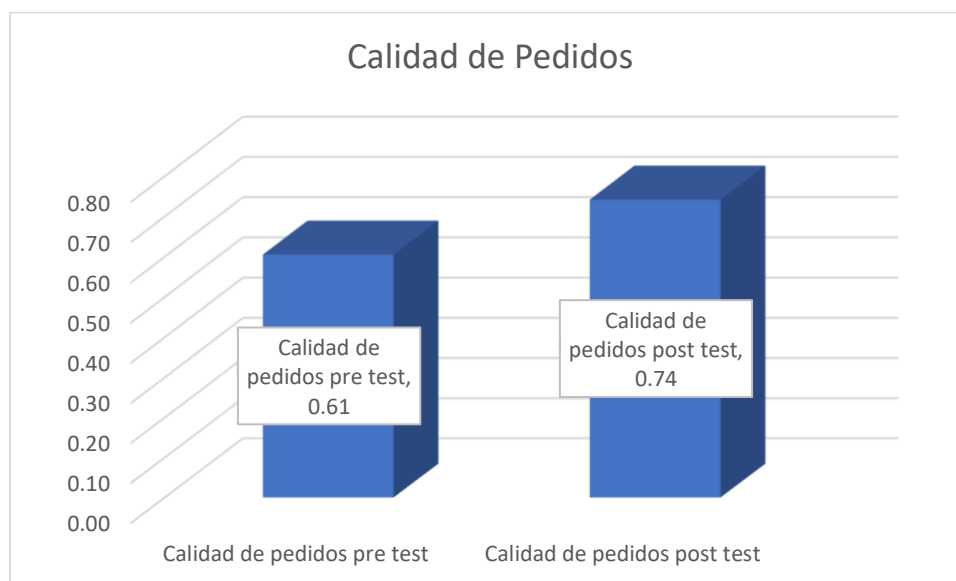 Calidad de Pedidos
0.80
0.70
0.60
0.50
0.40
0.30
0.20
0.10
0.00
Calidad de
pedidos pre test,
0.61
Calidad de
pedidos post test,
0.74
Calidad de pedidos pre test
Calidad de pedidos post test